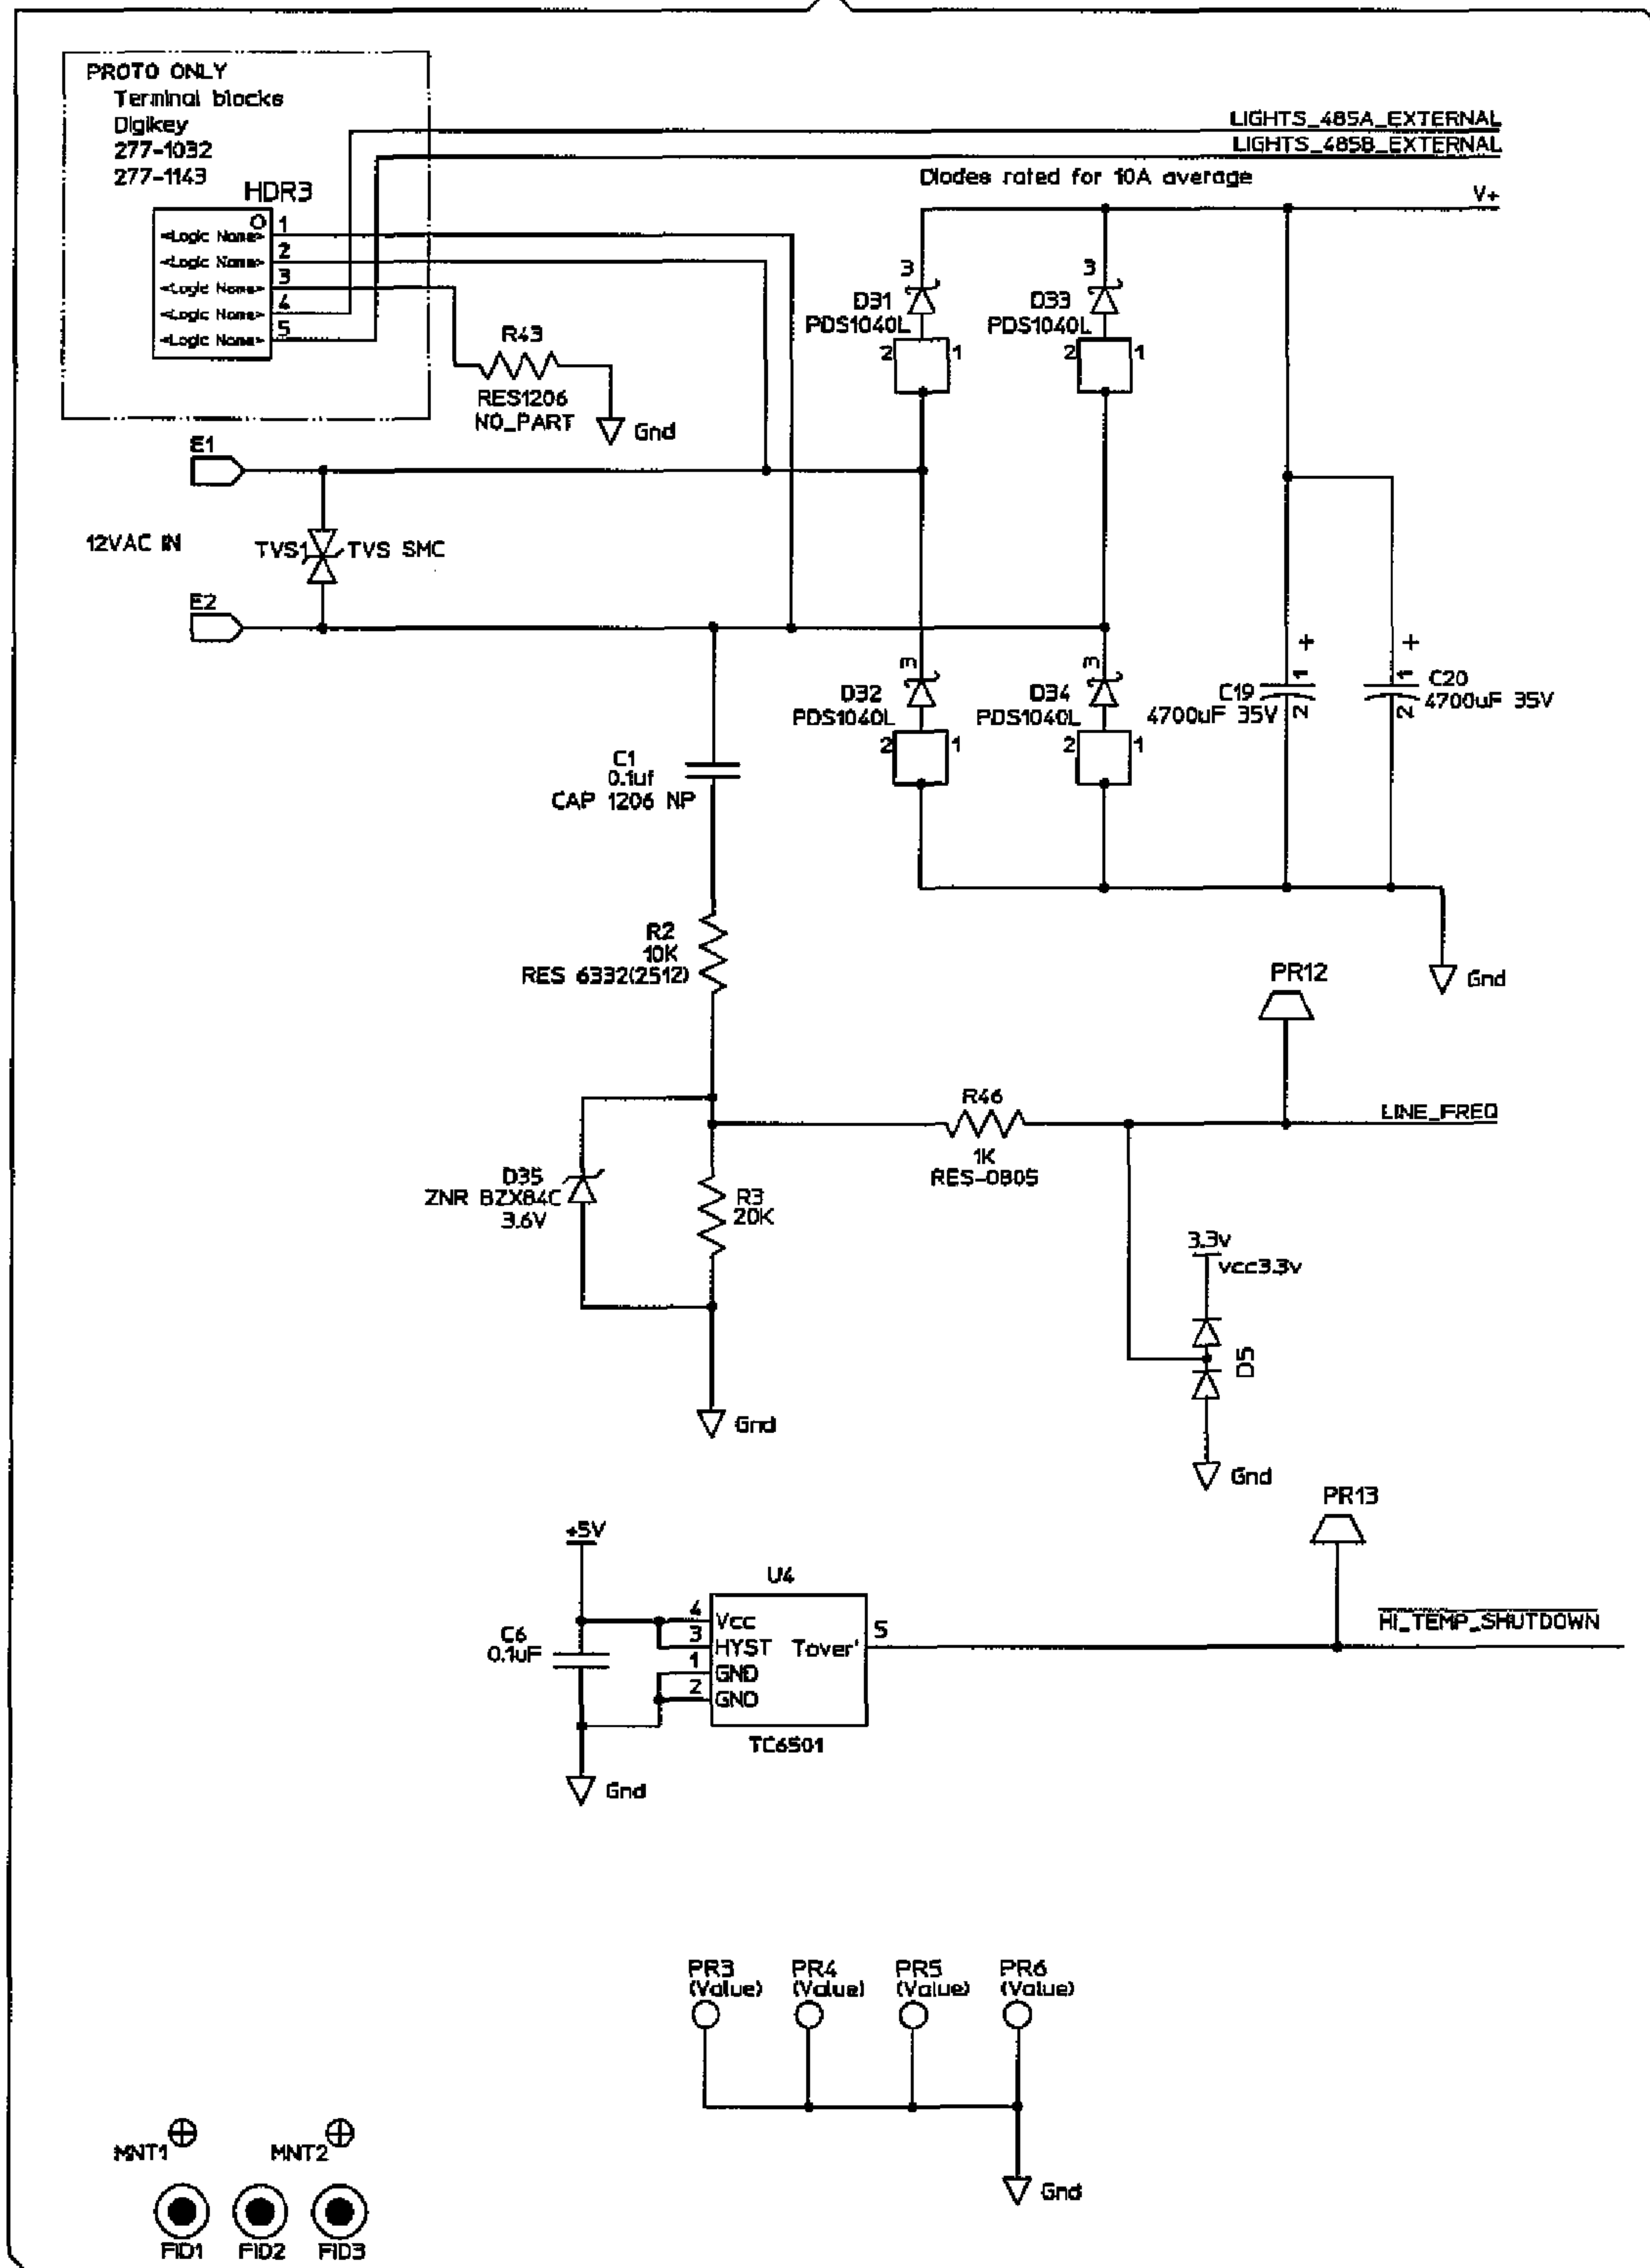 PROTO ONLY
Terminal blocks
Digikey
277-1032
277-1143
HDR3
<Logic Name> 1
<Logic Name> 2
<Logic Name> 3
<Logic Name> 4
<Logic Name> 5
LIGHTS_485A_EXTERNAL
LIGHTS_485B_EXTERNAL
Diodes rated for 10A average
V+
R43
RES1206
NO_PART
Gnd
3
D31
PDS1040L
2 1
3
D33
PDS1040L
2 1
E1
12VAC IN
TVS1 TVS SMC
E2
3
D32
PDS1040L
2 1
3
D34
PDS1040L
2 1
+
C19
4700uF 35V
1
2
+
C20
4700uF 35V
1
2
Gnd
C1
0.1uf
CAP 1206 NP
R2
10K
RES 6332(2512)
PR12
R46
1K
RES-0805
LINE_FREQ
D35
ZNR BZX84C
3.6V
R3
20K
3.3v
vcc3.3v
D5
Gnd
Gnd
PR13
+5V
U4
C6
0.1uF
4 Vcc
3 HYST
1 GND
2 GND
Tover' 5
TC6501
HI_TEMP_SHUTDOWN
Gnd
PR3 PR4 PR5 PR6
(Value) (Value) (Value) (Value)
Gnd
MNT1 MNT2
FID1 FID2 FID3